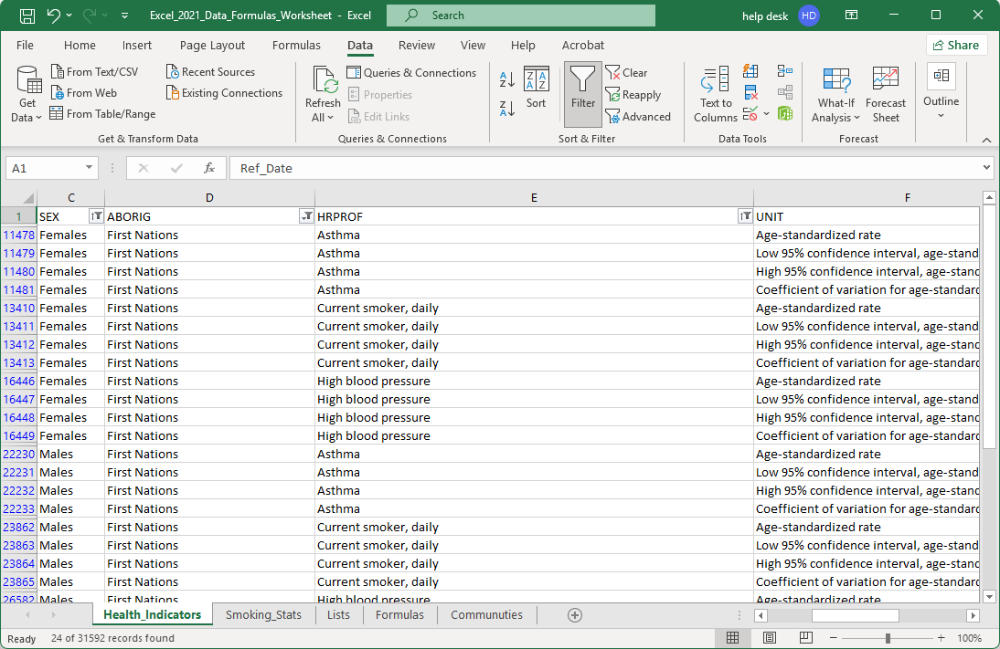 Excel_2021_Data_Formulas_Worksheet - Excel
Search
help desk HD
File Home Insert Page Layout Formulas Data Review View Help Acrobat Share
Get Data
From Text/CSV
From Web
From Table/Range
Recent Sources
Existing Connections
Get & Transform Data
Refresh All
Queries & Connections
Properties
Edit Links
Queries & Connections
Sort
Filter
Clear
Reapply
Advanced
Sort & Filter
Text to Columns
Data Tools
What-If Analysis
Forecast Sheet
Forecast
Outline
A1 fx Ref_Date
C D E F
1 SEX ABORIG HRPROF UNIT
11478 Females First Nations Asthma Age-standardized rate
11479 Females First Nations Asthma Low 95% confidence interval, age-stand
11480 Females First Nations Asthma High 95% confidence interval, age-stand
11481 Females First Nations Asthma Coefficient of variation for age-standard
13410 Females First Nations Current smoker, daily Age-standardized rate
13411 Females First Nations Current smoker, daily Low 95% confidence interval, age-stand
13412 Females First Nations Current smoker, daily High 95% confidence interval, age-stand
13413 Females First Nations Current smoker, daily Coefficient of variation for age-standard
16446 Females First Nations High blood pressure Age-standardized rate
16447 Females First Nations High blood pressure Low 95% confidence interval, age-stand
16448 Females First Nations High blood pressure High 95% confidence interval, age-stand
16449 Females First Nations High blood pressure Coefficient of variation for age-standard
22230 Males First Nations Asthma Age-standardized rate
22231 Males First Nations Asthma Low 95% confidence interval, age-stand
22232 Males First Nations Asthma High 95% confidence interval, age-stand
22233 Males First Nations Asthma Coefficient of variation for age-standard
23862 Males First Nations Current smoker, daily Age-standardized rate
23863 Males First Nations Current smoker, daily Low 95% confidence interval, age-stand
23864 Males First Nations Current smoker, daily High 95% confidence interval, age-stand
23865 Males First Nations Current smoker, daily Coefficient of variation for age-standard
26582 Males First Nations High blood pressure Age-standardized rate
Health_Indicators Smoking_Stats Lists Formulas Communuties
Ready 24 of 31592 records found 100%